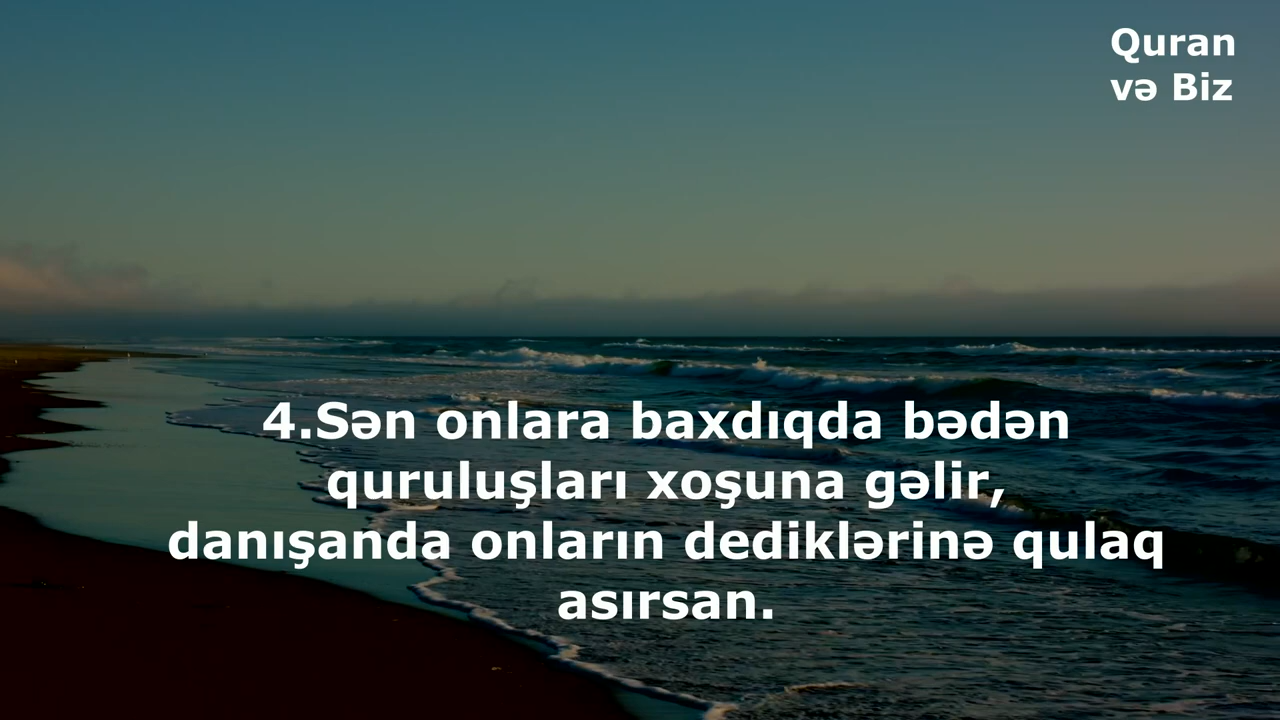 Quran
və Biz
4.Sən onlara baxdıqda bədən
quruluşları xoşuna gəlir,
danışanda onların dediklərinə qulaq
asırsan.